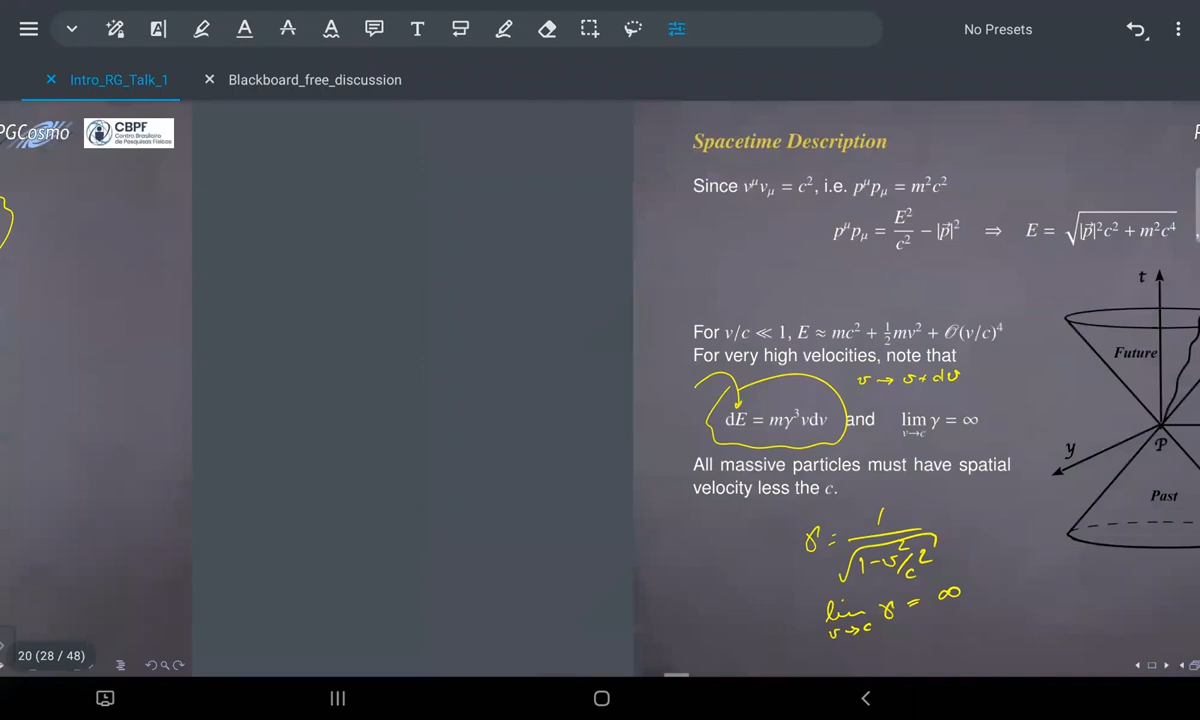 No Presets
Intro_RG_Talk_1
Blackboard_free_discussion
PGCosmo
CBPF
Centro Brasileiro
de Pesquisas Físicas
Spacetime Description
Since v^μ v_μ = c², i.e. p^μ p_μ = m²c²
p^μ p_μ = E²/c² − |p⃗|² ⇒ E = √(|p⃗|²c² + m²c⁴)
t
For v/c ≪ 1, E ≈ mc² + ½mv² + 𝒪(v/c)⁴
Future
For very high velocities, note that
v → v + dv
dE = mγ³vdv and lim_{v→c} γ = ∞
y
P
All massive particles must have spatial
velocity less the c.
Past
γ = 1/√(1−v²/c²)
lim_{v→c} γ = ∞
20 (28 / 48)